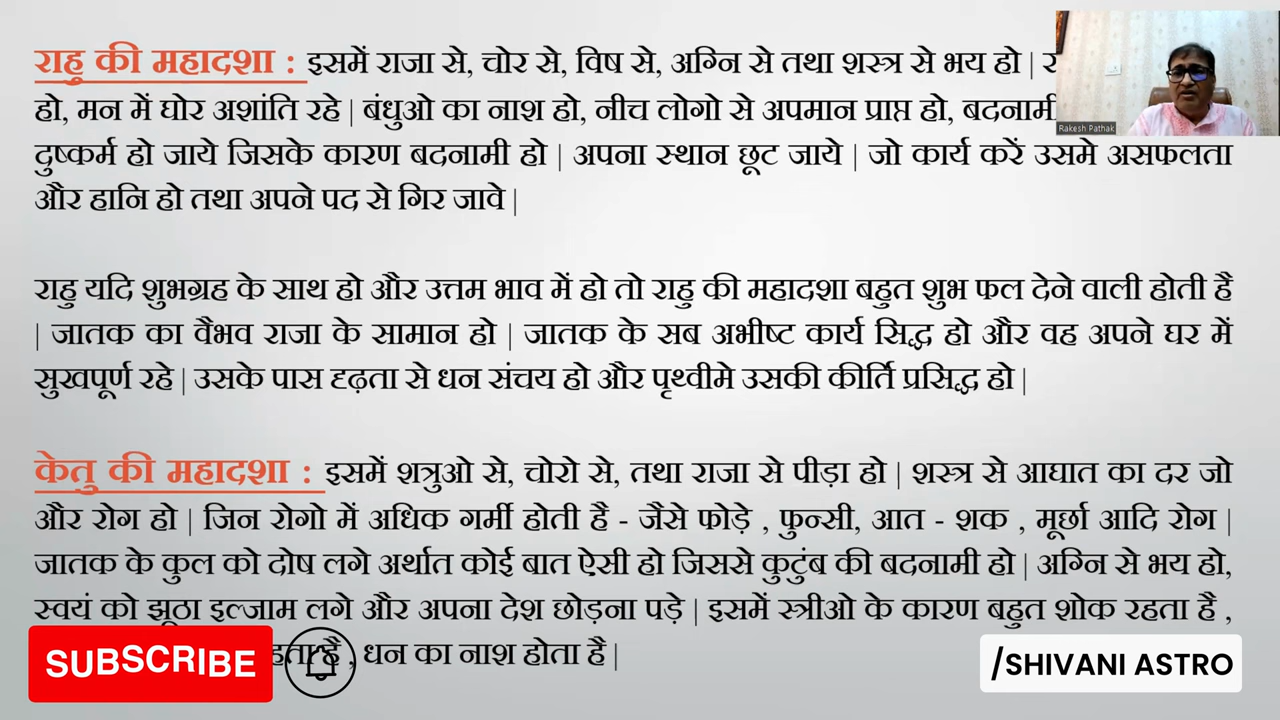 राहु की महादशा : इसमें राजा से, चोर से, विष से, अग्नि से तथा शस्त्र से भय हो |
हो, मन में घोर अशांति रहे | बंधुओ का नाश हो, नीच लोगो से अपमान प्राप्त हो, बदनामी
दुष्कर्म हो जाये जिसके कारण बदनामी हो | अपना स्थान छूट जाये | जो कार्य करें उसमे असफलता
और हानि हो तथा अपने पद से गिर जावे |
राहु यदि शुभग्रह के साथ हो और उत्तम भाव में हो तो राहु की महादशा बहुत शुभ फल देने वाली होती है
| जातक का वैभव राजा के सामान हो | जातक के सब अभीष्ट कार्य सिद्ध हो और वह अपने घर में
सुखपूर्ण रहे | उसके पास दृढ़ता से धन संचय हो और पृथ्वीमे उसकी कीर्ति प्रसिद्ध हो |
केतु की महादशा : इसमें शत्रुओ से, चोरो से, तथा राजा से पीड़ा हो | शस्त्र से आघात का दर जो
और रोग हो | जिन रोगो में अधिक गर्मी होती है - जैसे फोड़े , फुन्सी, आत - शक , मूर्छा आदि रोग |
जातक के कुल को दोष लगे अर्थात कोई बात ऐसी हो जिससे कुटुंब की बदनामी हो | अग्नि से भय हो,
स्वयं को झूठा इल्जाम लगे और अपना देश छोड़ना पड़े | इसमें स्त्रीओ के कारण बहुत शोक रहता है ,
है , धन का नाश होता है |
Rakesh Pathak
SUBSCRIBE
/SHIVANI ASTRO